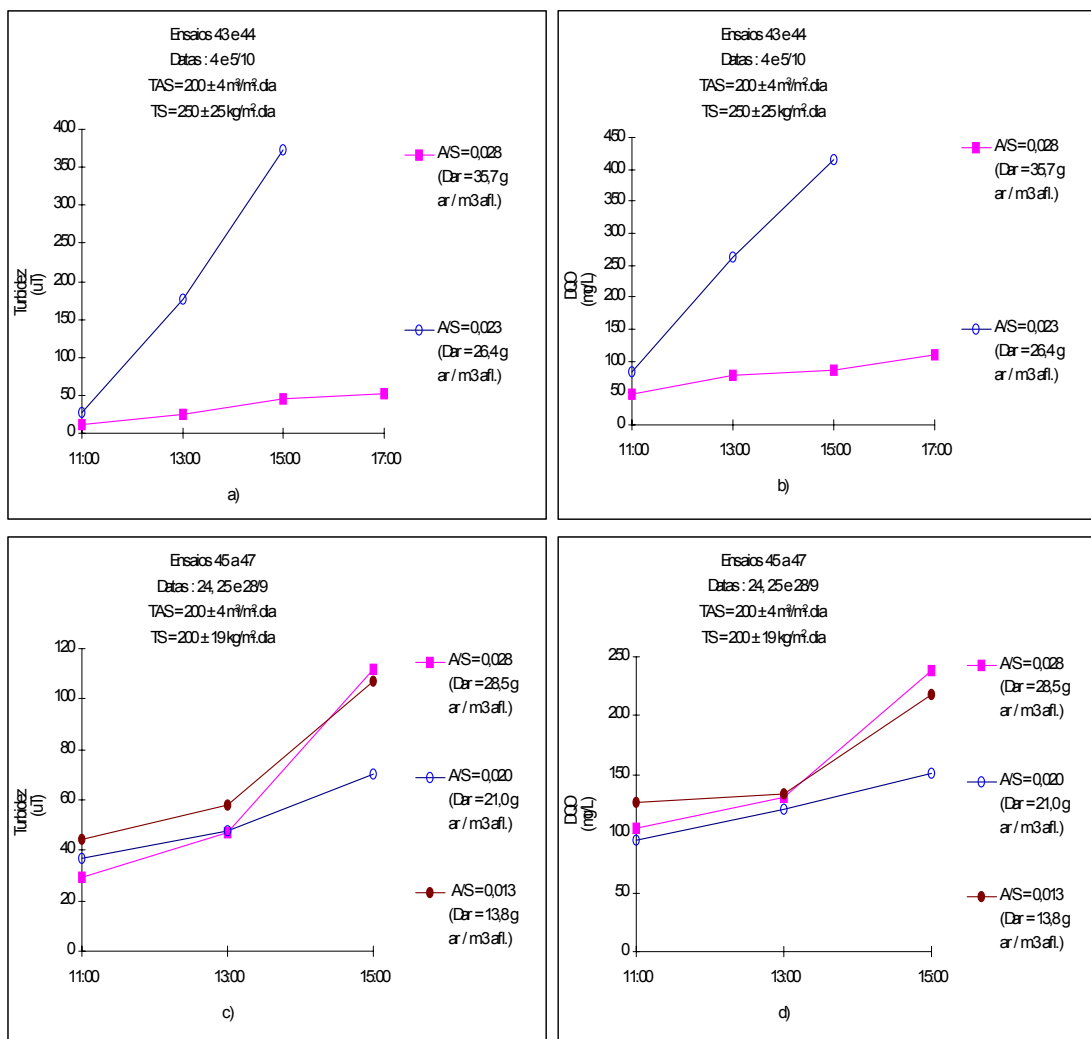 Ensaios 43 e 44
Datas : 4 e 5/10
TAS = 200 ± 4 m³/m².dia
TS = 250 ± 25 kg/m².dia
Turbidez
(uT)
400
350
300
250
200
150
100
50
0
11:00
13:00
15:00
17:00
A/S = 0,028
(Dar = 35,7 g
ar / m3 afl.)
A/S = 0,023
(Dar = 26,4 g
ar / m3 afl.)
a)
Ensaios 43 e 44
Datas : 4 e 5/10
TAS = 200 ± 4 m³/m².dia
TS = 250 ± 25 kg/m².dia
DQO
(mg/L)
450
400
350
300
250
200
150
100
50
0
11:00
13:00
15:00
17:00
A/S = 0,028
(Dar = 35,7 g
ar / m3 afl.)
A/S = 0,023
(Dar = 26,4 g
ar / m3 afl.)
b)
Ensaios 45 a 47
Datas : 24, 25 e 28/9
TAS = 200 ± 4 m³/m².dia
TS = 200 ± 19 kg/m².dia
Turbidez
(uT)
120
100
80
60
40
20
0
11:00
13:00
15:00
A/S = 0,028
(Dar = 28,5 g
ar / m3 afl.)
A/S = 0,020
(Dar = 21,0 g
ar / m3 afl.)
A/S = 0,013
(Dar = 13,8 g
ar / m3 afl.)
c)
Ensaios 45 a 47
Datas : 24, 25 e 28/9
TAS = 200 ± 4 m³/m².dia
TS = 200 ± 19 kg/m².dia
DQO
(mg/L)
250
200
150
100
50
0
11:00
13:00
15:00
A/S = 0,028
(Dar = 28,5 g
ar / m3 afl.)
A/S = 0,020
(Dar = 21,0 g
ar / m3 afl.)
A/S = 0,013
(Dar = 13,8 g
ar / m3 afl.)
d)